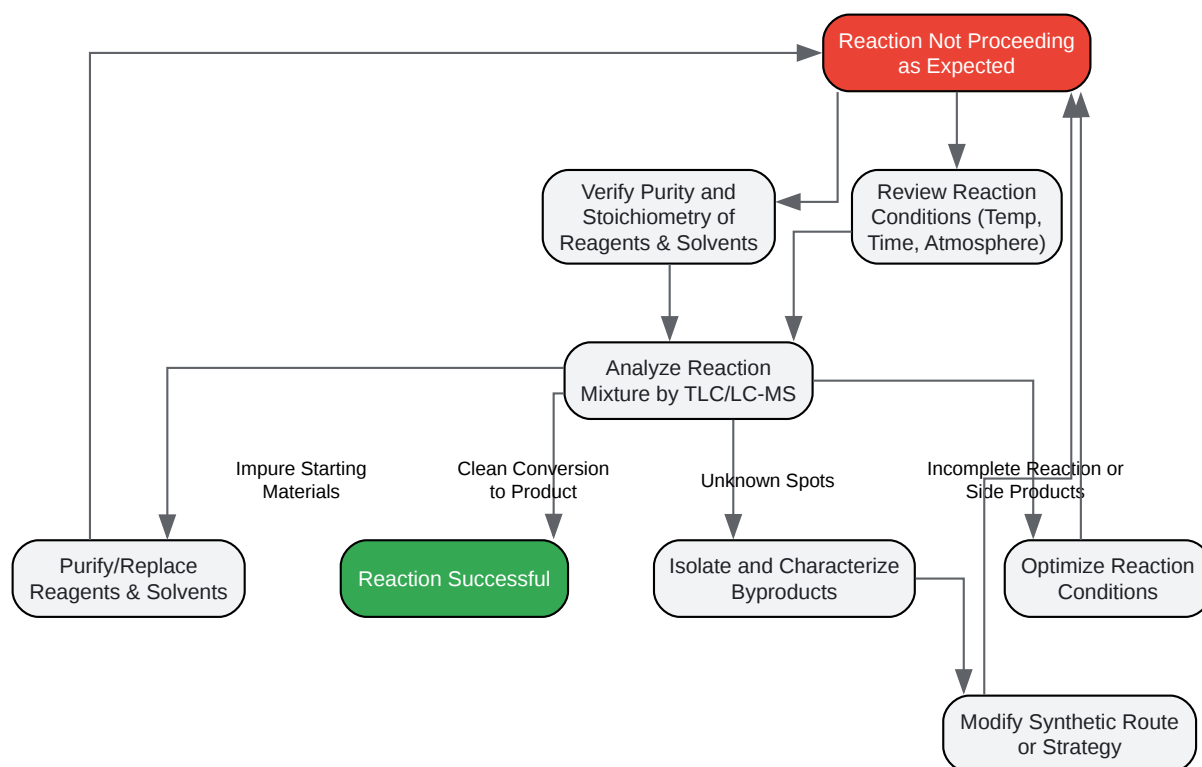 Reaction Not Proceeding
as Expected
Verify Purity and
Stoichiometry of
Reagents & Solvents
Review Reaction
Conditions (Temp,
Time, Atmosphere)
Analyze Reaction
Mixture by TLC/LC-MS
Impure Starting
Materials
Clean Conversion
to Product
Unknown Spots
Incomplete Reaction or
Side Products
Purify/Replace
Reagents & Solvents
Reaction Successful
Isolate and Characterize
Byproducts
Optimize Reaction
Conditions
Modify Synthetic Route
or Strategy